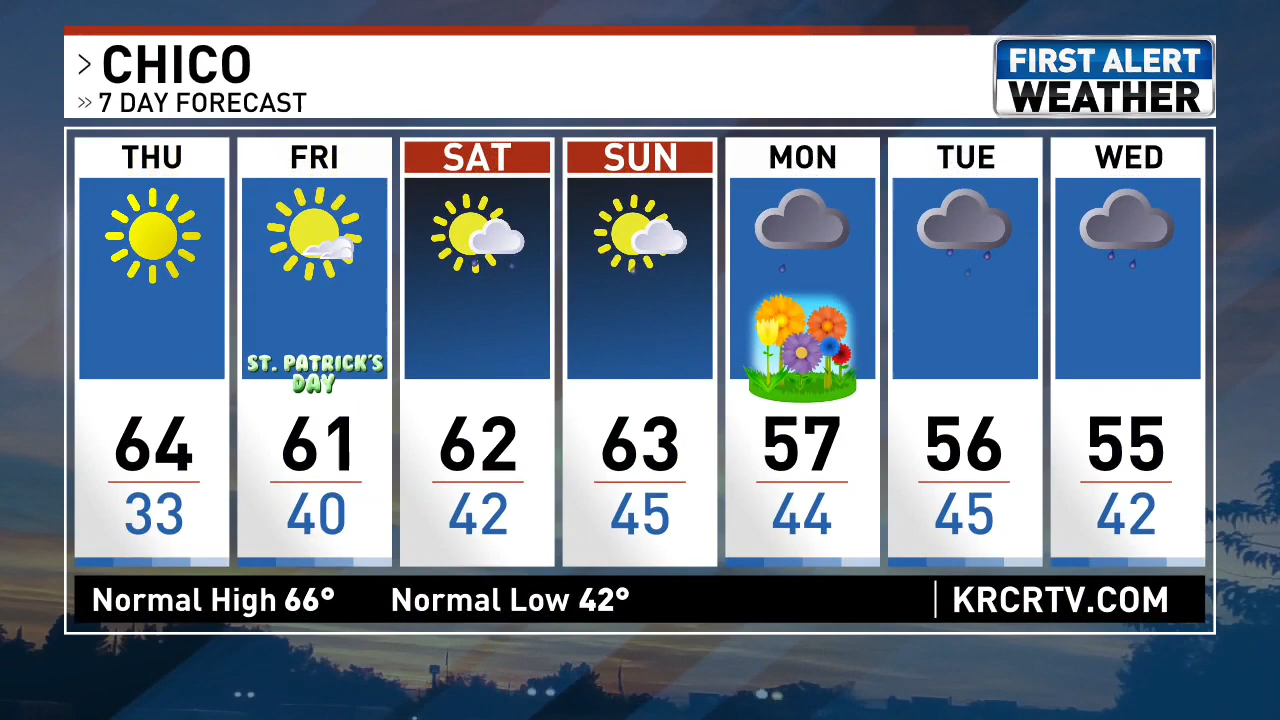 > CHICO
» 7 DAY FORECAST
FIRST ALERT
WEATHER
THU FRI SAT SUN MON TUE WED
ST. PATRICK'S
DAY
64 61 62 63 57 56 55
33 40 42 45 44 45 42
Normal High 66° Normal Low 42° | KRCRTV.COM